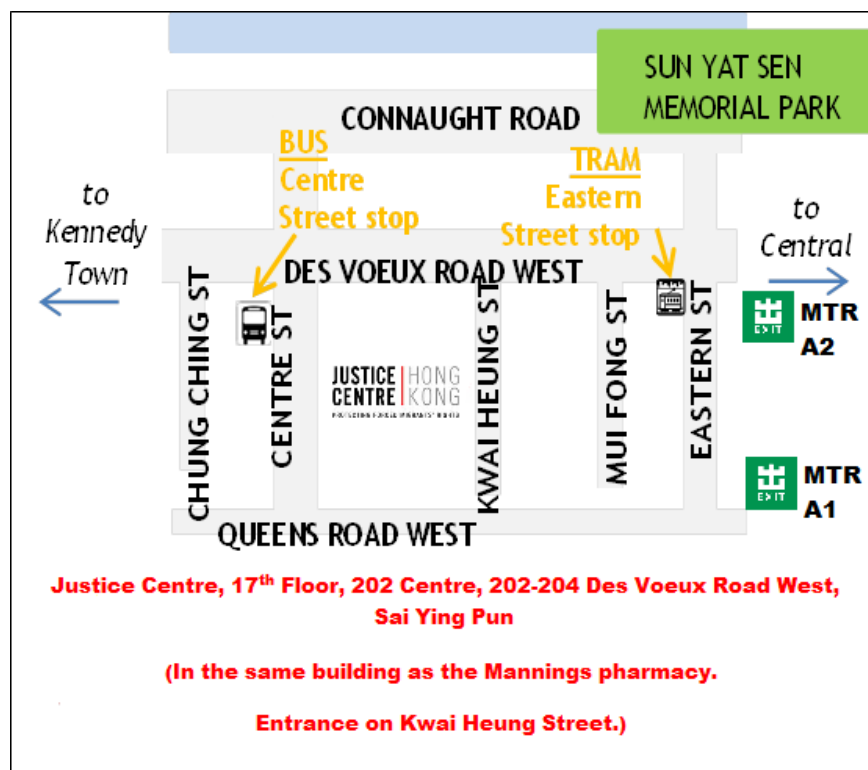 SUN YAT SEN
MEMORIAL PARK
CONNAUGHT ROAD
BUS
Centre
Street stop
TRAM
Eastern
Street stop
to
Kennedy
Town
to
Central
DES VOEUX ROAD WEST
CHUNG CHING ST
CENTRE ST
KWAI HEUNG ST
MUI FONG ST
EASTERN ST
JUSTICE HONG
CENTRE KONG
PROTECTING FORCED MIGRANTS' RIGHTS
EXIT
MTR
A2
EXIT
MTR
A1
QUEENS ROAD WEST
Justice Centre, 17th Floor, 202 Centre, 202-204 Des Voeux Road West,
Sai Ying Pun
(In the same building as the Mannings pharmacy.
Entrance on Kwai Heung Street.)